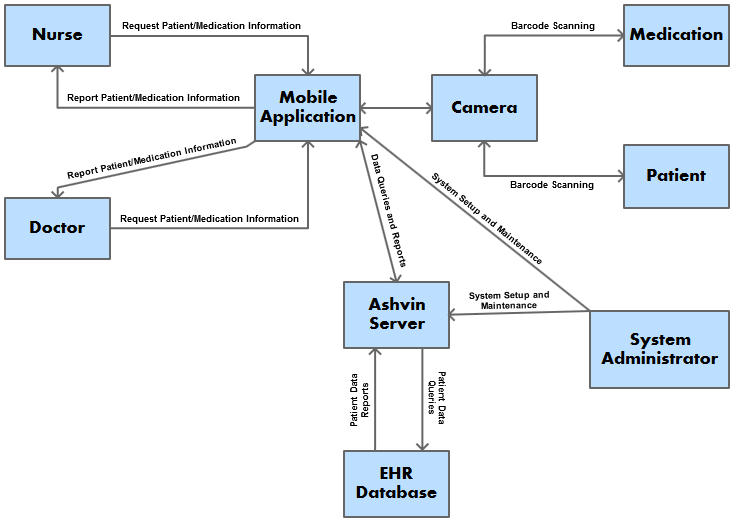 Nurse
Request Patient/Medication Information
Barcode Scanning
Medication
Report Patient/Medication Information
Mobile
Application
Camera
Report Patient/Medication Information
Doctor
Request Patient/Medication Information
Data Queries and Reports
System Setup and Maintenance
Barcode Scanning
Patient
Ashvin
Server
System Setup and
Maintenance
System
Administrator
Patient Data
Reports
Patient Data
Queries
EHR
Database